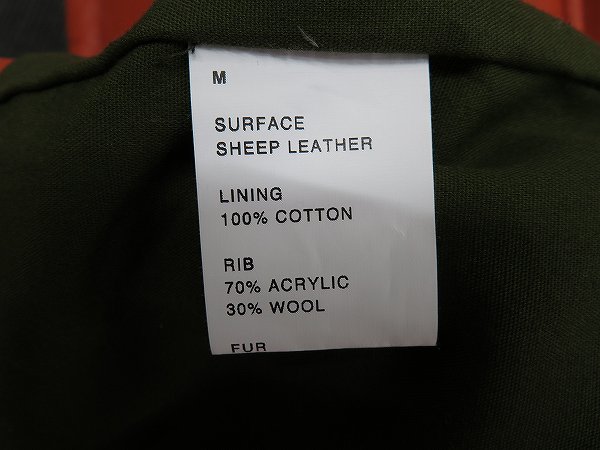 M
SURFACE
SHEEP LEATHER
LINING
100% COTTON
RIB
70% ACRYLIC
30% WOOL
FUR